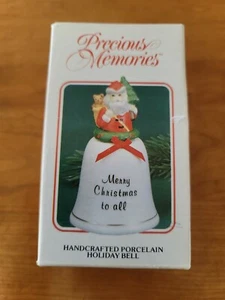 Precious
Memories
Merry
Christmas
to all
HANDCRAFTED PORCELAIN
HOLIDAY BELL